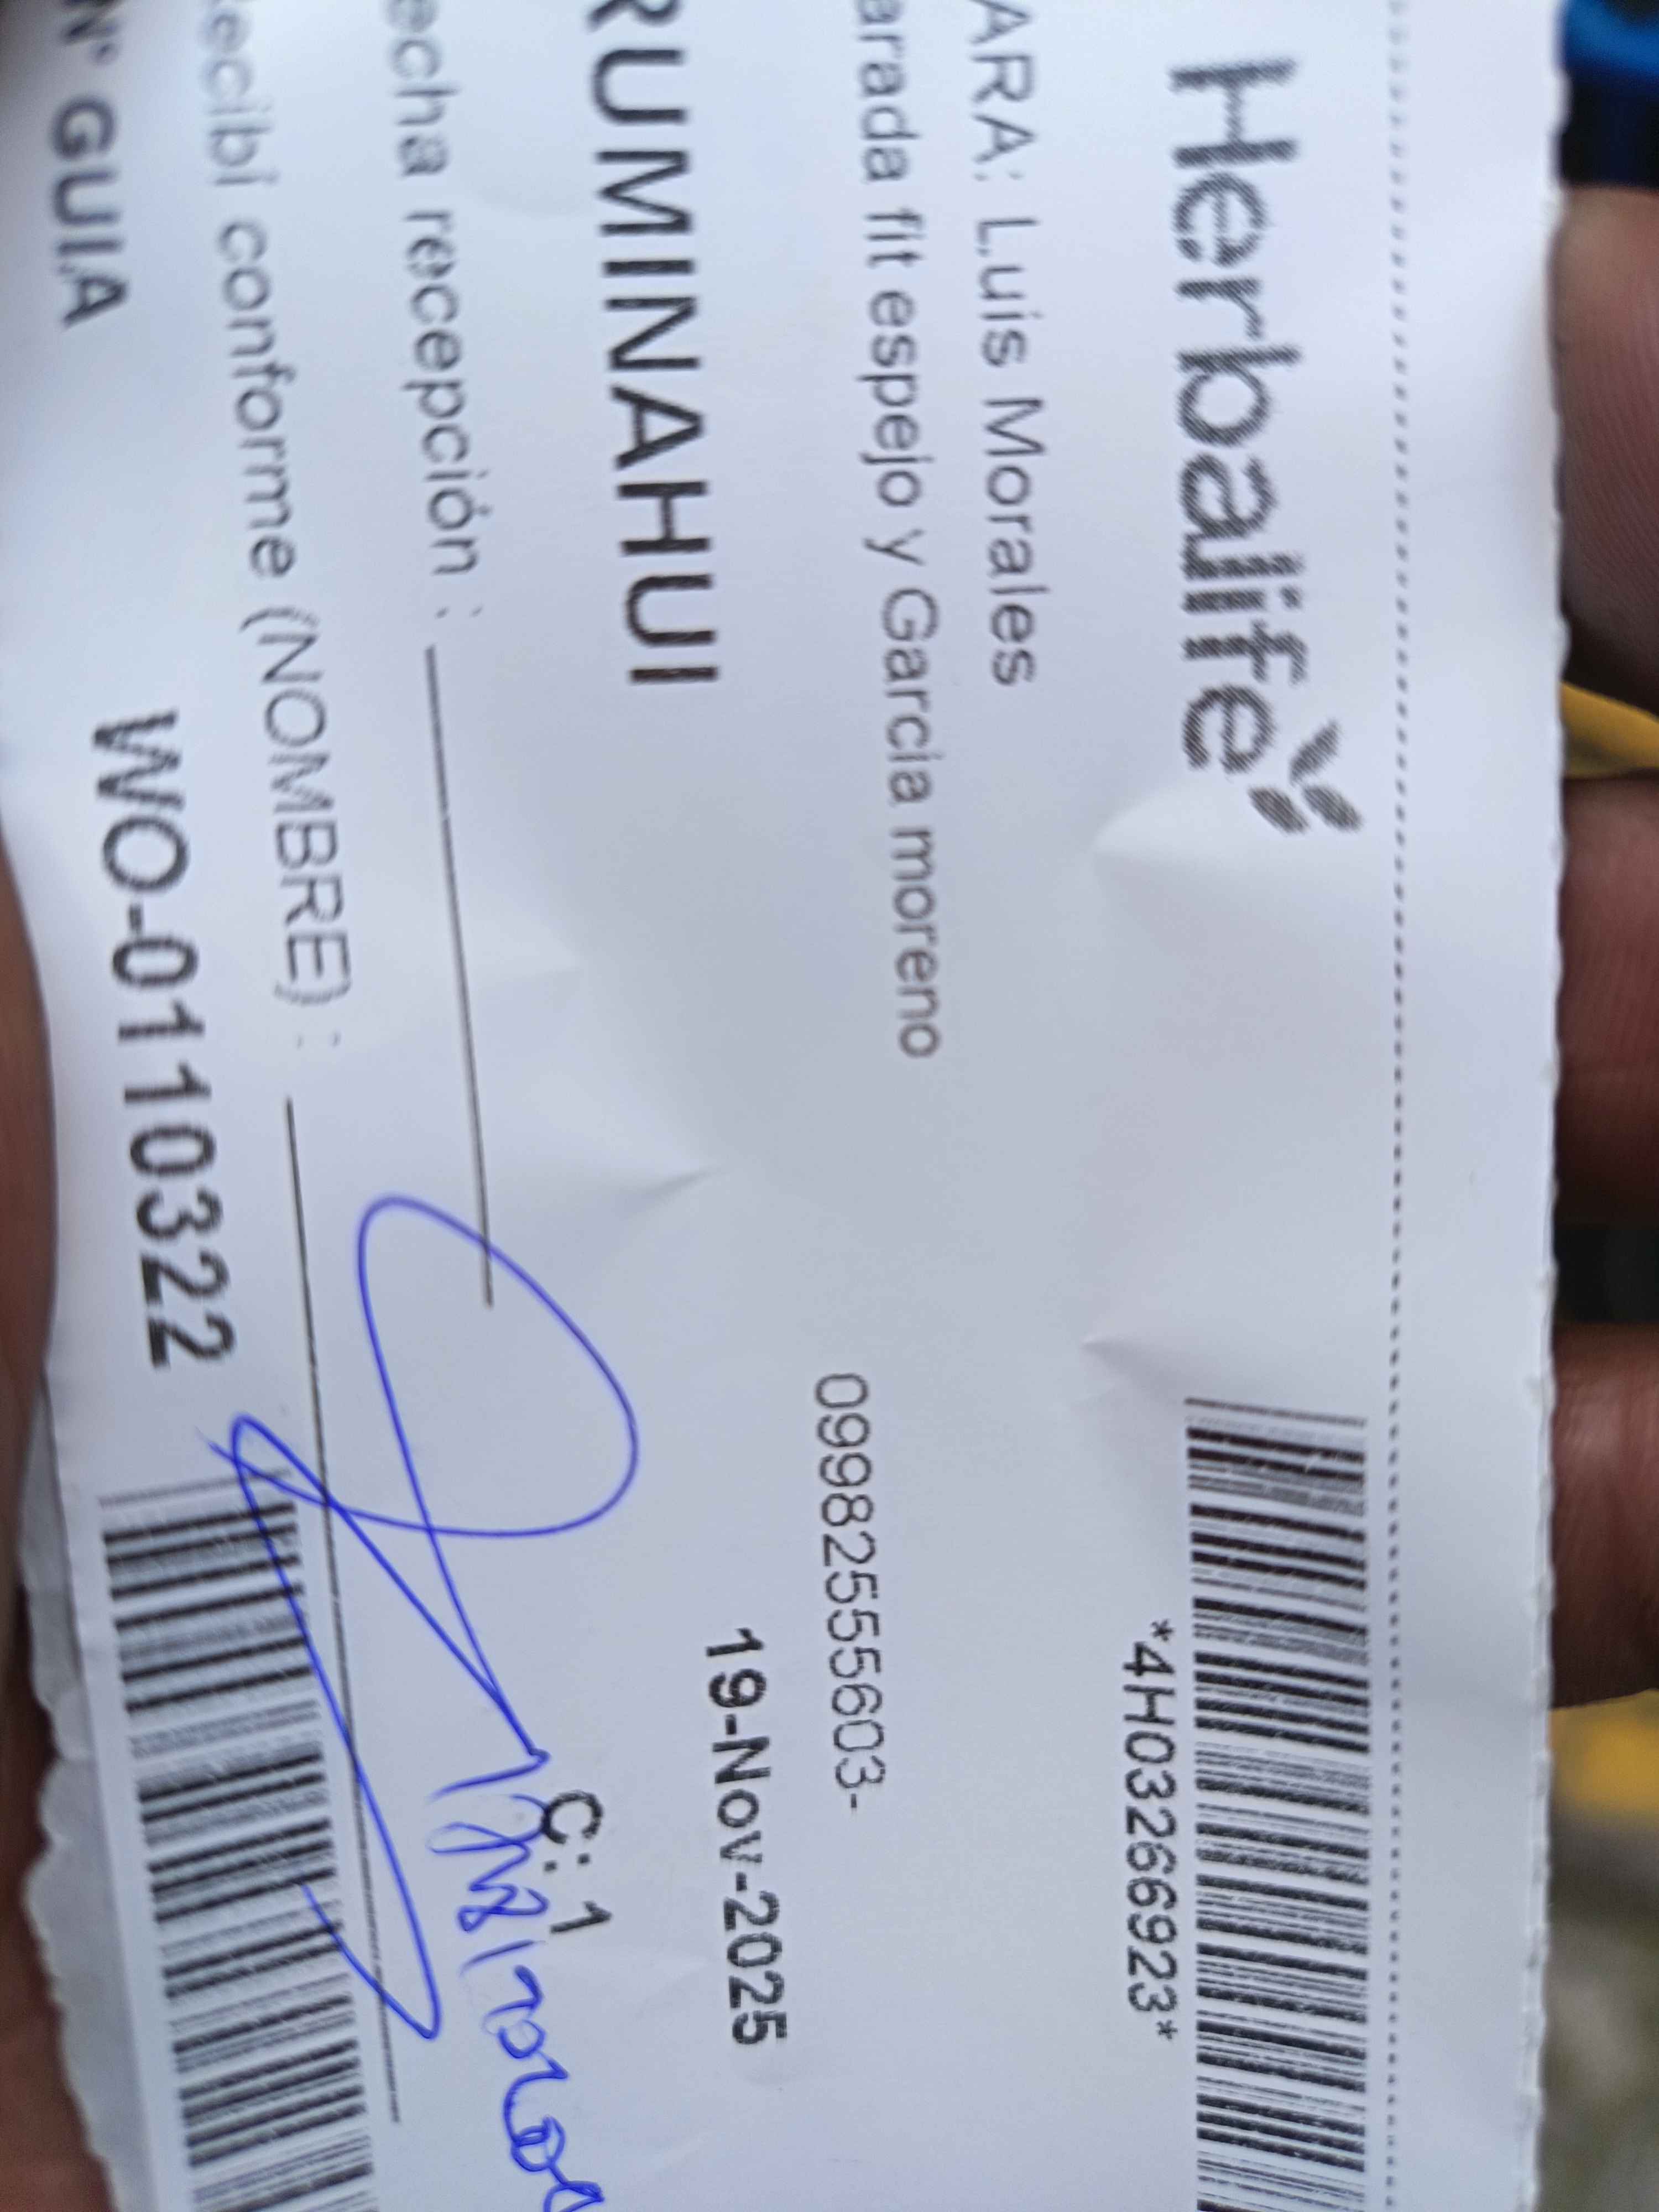 Herbalife
*4H03266923*
ARA: Luis Morales
arada fit espejo y Garcia moreno
0998255603-
RUMINAHUI
19-Nov-2025
echa recepción :
C: 1
ecibi conforme (NOMBRE) :
N° GUIA WO-0110322